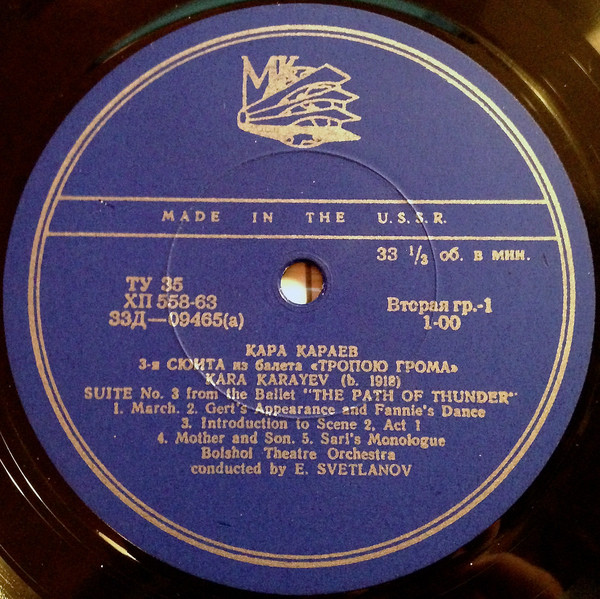 МК
MADE IN THE U.S.S.R.
33 1/3 об. в мин.
ТУ 35
ХП 558-63
33Д—09465(а)
Вторая гр.-1
1-00
КАРА КАРАЕВ
3-я СЮИТА из балета «ТРОПОЮ ГРОМА»
KARA KARAYEV (b. 1918)
SUITE No. 3 from the Ballet "THE PATH OF THUNDER"
1. March. 2. Gert's Appearance and Fannie's Dance
3. Introduction to Scene 2, Act 1
4. Mother and Son. 5. Sari's Monologue
Bolshoi Theatre Orchestra
conducted by E. SVETLANOV